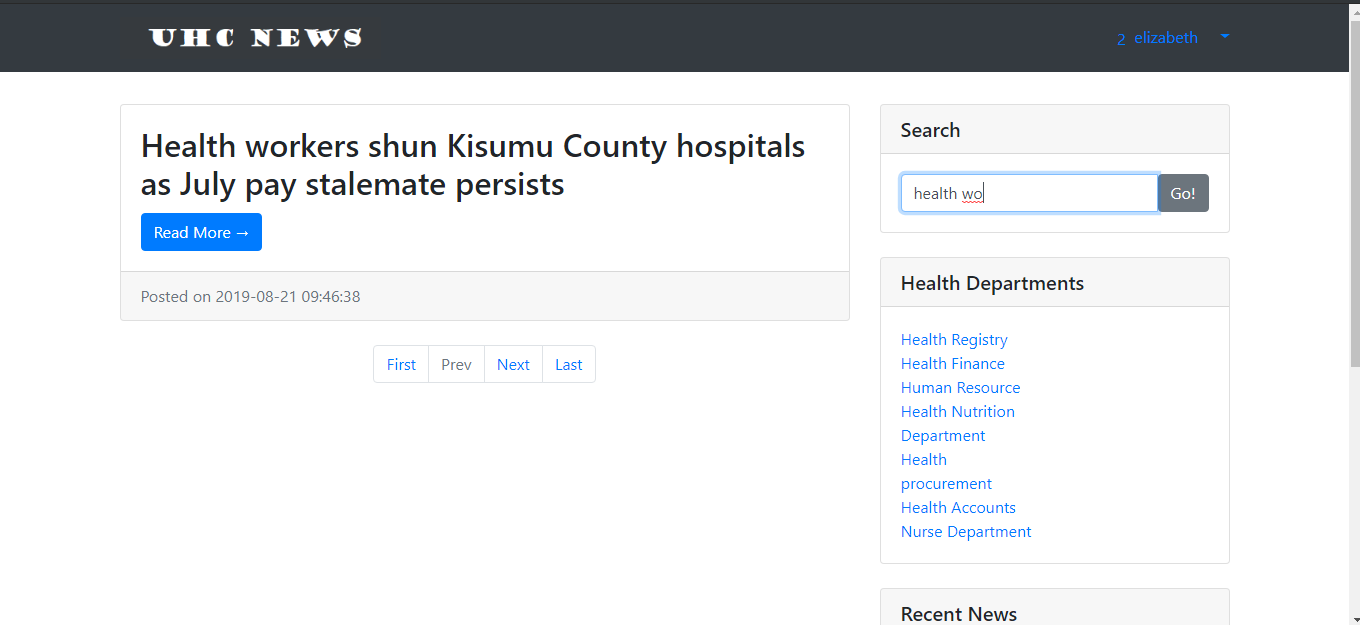 UHC NEWS
2 elizabeth
Health workers shun Kisumu County hospitals
as July pay stalemate persists
Read More →
Posted on 2019-08-21 09:46:38
First Prev Next Last
Search
health wo
Go!
Health Departments
Health Registry
Health Finance
Human Resource
Health Nutrition
Department
Health
procurement
Health Accounts
Nurse Department
Recent News